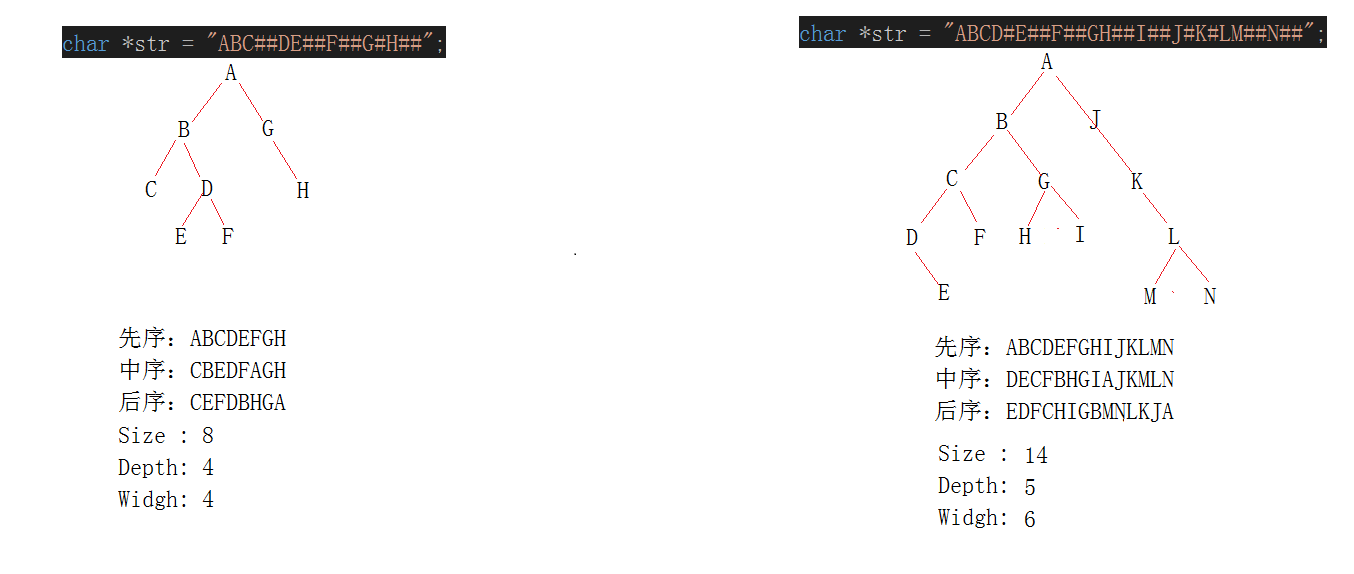 char *str = "ABC##DE##F##G#H##";
A
B G
C D H
E F
先序：ABCDEFGH
中序：CBEDFAGH
后序：CEFDBHGA
Size : 8
Depth: 4
Widgh: 4
char *str = "ABCD#E##F##GH##I##J#K#LM##N##";
A
B J
C G K
D F H I L
E M N
先序：ABCDEFGHIJKLMN
中序：DECFBHGIAJKMLN
后序：EDFCHIGBMNLKJA
Size : 14
Depth: 5
Widgh: 6